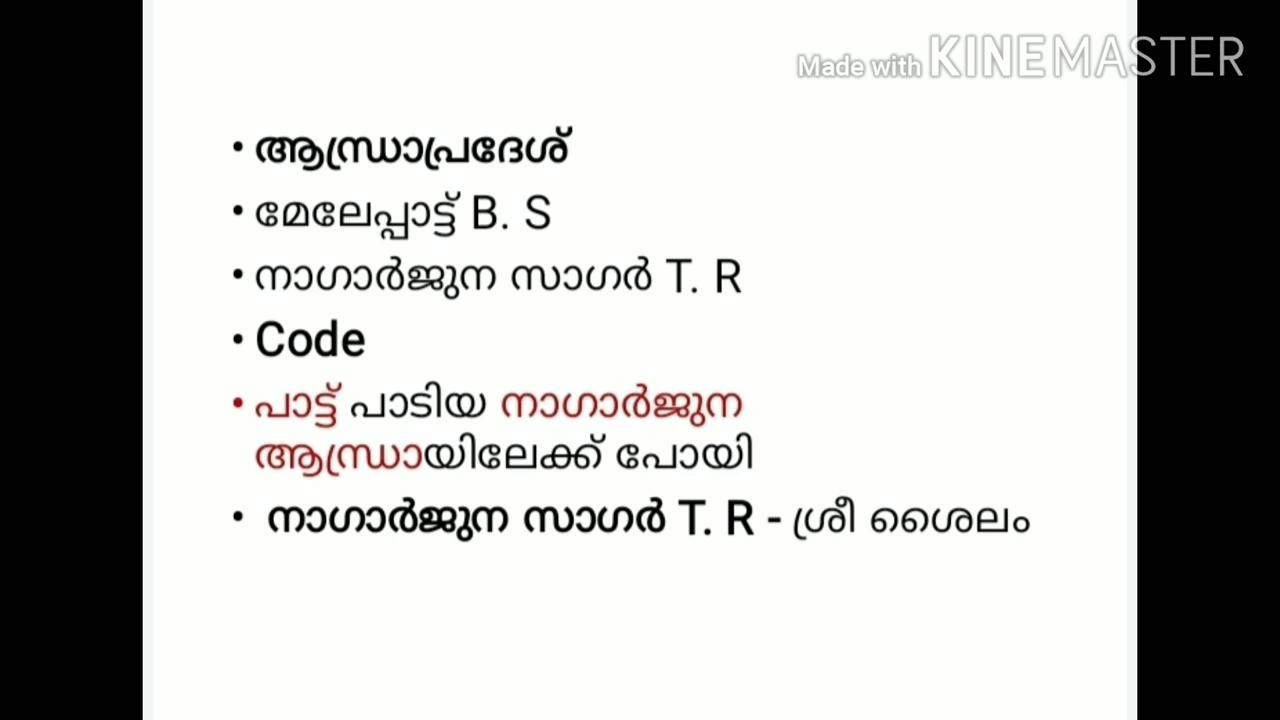 Made with KINEMASTER
• ആന്ധ്രാപ്രദേശ്
• മേലേപ്പാട്ട് B. S
• നാഗാർജുന സാഗർ T. R
• Code
• പാട്ട് പാടിയ നാഗാർജുന
ആന്ധ്രായിലേക്ക് പോയി
• നാഗാർജുന സാഗർ T. R - ശ്രീ ശൈലം